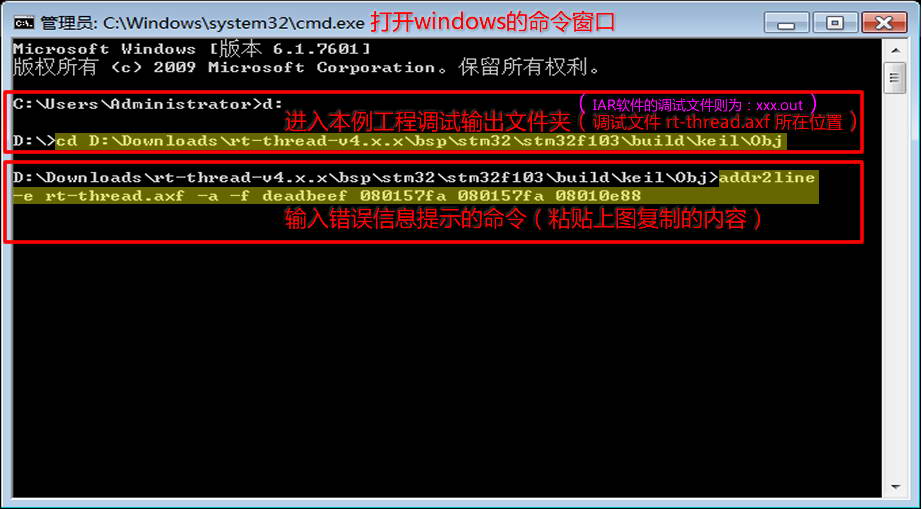 管理员: C:\Windows\system32\cmd.exe 打开windows的命令窗口
Microsoft Windows [版本 6.1.7601]
版权所有 (c) 2009 Microsoft Corporation。保留所有权利。
C:\Users\Administrator>d:
（ IAR软件的调试文件则为：xxx.out ）
进入本例工程调试输出文件夹（ 调试文件 rt-thread.axf 所在位置 ）
D:\>cd D:\Downloads\rt-thread-v4.x.x\bsp\stm32\stm32f103\build\keil\Obj
D:\Downloads\rt-thread-v4.x.x\bsp\stm32\stm32f103\build\keil\Obj>addr2line
-e rt-thread.axf -a -f deadbeef 080157fa 080157fa 08010e88
输入错误信息提示的命令（ 粘贴上图复制的内容 ）